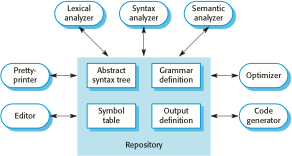 Lexical
analyzer
Syntax
analyzer
Semantic
analyzer
Pretty-
printer
Abstract
syntax tree
Grammar
definition
Optimizer
Editor
Symbol
table
Output
definition
Code
generator
Repository